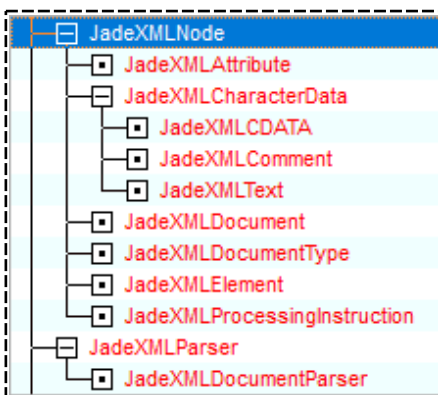 JadeXMLNode
JadeXMLAttribute
JadeXMLCharacterData
JadeXMLCDATA
JadeXMLComment
JadeXMLText
JadeXMLDocument
JadeXMLDocumentType
JadeXMLElement
JadeXMLProcessingInstruction
JadeXMLParser
JadeXMLDocumentParser